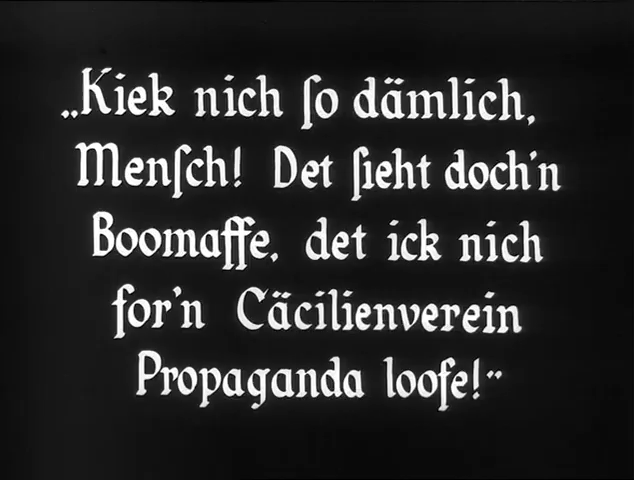 „Kiek nich ſo dämlich,
Menſch! Det ſieht doch'n
Boomaffe, det ick nich
for'n Cäcilienverein
Propaganda loofe!“